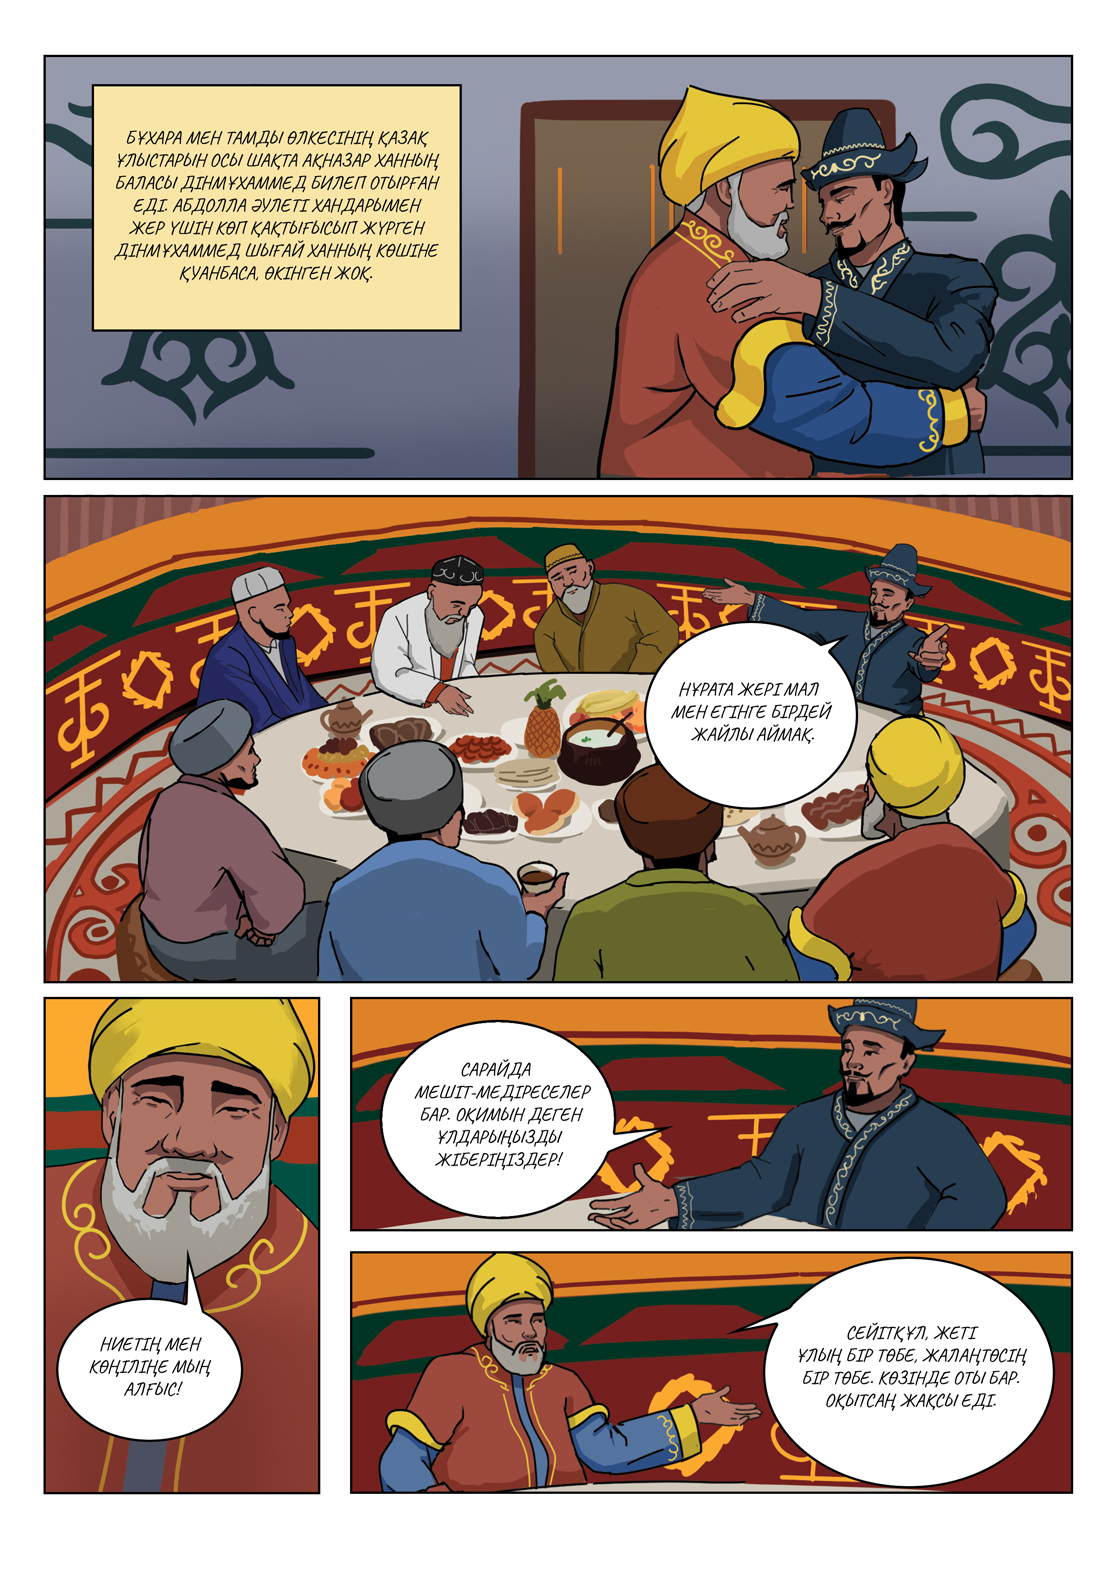 БҰХАРА МЕН ТАМДЫ ӨЛКЕСІНІҢ ҚАЗАҚ
ҰЛЫСТАРЫН ОСЫ ШАҚТА АҚНАЗАР ХАННЫҢ
БАЛАСЫ ДІНМҰХАММЕД БИЛЕП ОТЫРҒАН
ЕДІ. АБДОЛЛА ӘУЛЕТІ ХАНДАРЫМЕН
ЖЕР ҮШІН КӨП ҚАҚТЫҒЫСЫП ЖҮРГЕН
ДІНМҰХАММЕД ШЫҒАЙ ХАННЫҢ КӨШІНЕ
ҚУАНБАСА, ӨКІНГЕН ЖОҚ.
НҰРАТА ЖЕРІ МАЛ
МЕН ЕГІНГЕ БІРДЕЙ
ЖАЙЛЫ АЙМАҚ.
НИЕТІҢ МЕН
КӨҢІЛІҢЕ МЫҢ
АЛҒЫС!
САРАЙДА
МЕШІТ-МЕДІРЕСЕЛЕР
БАР. ОҚИМЫН ДЕГЕН
ҰЛДАРЫҢЫЗДЫ
ЖІБЕРІҢІЗДЕР!
СЕЙІТҚҰЛ, ЖЕТІ
ҰЛЫҢ БІР ТӨБЕ, ЖАЛАҢТӨСІҢ
БІР ТӨБЕ. КӨЗІНДЕ ОТЫ БАР.
ОҚЫТСАҢ ЖАҚСЫ ЕДІ.